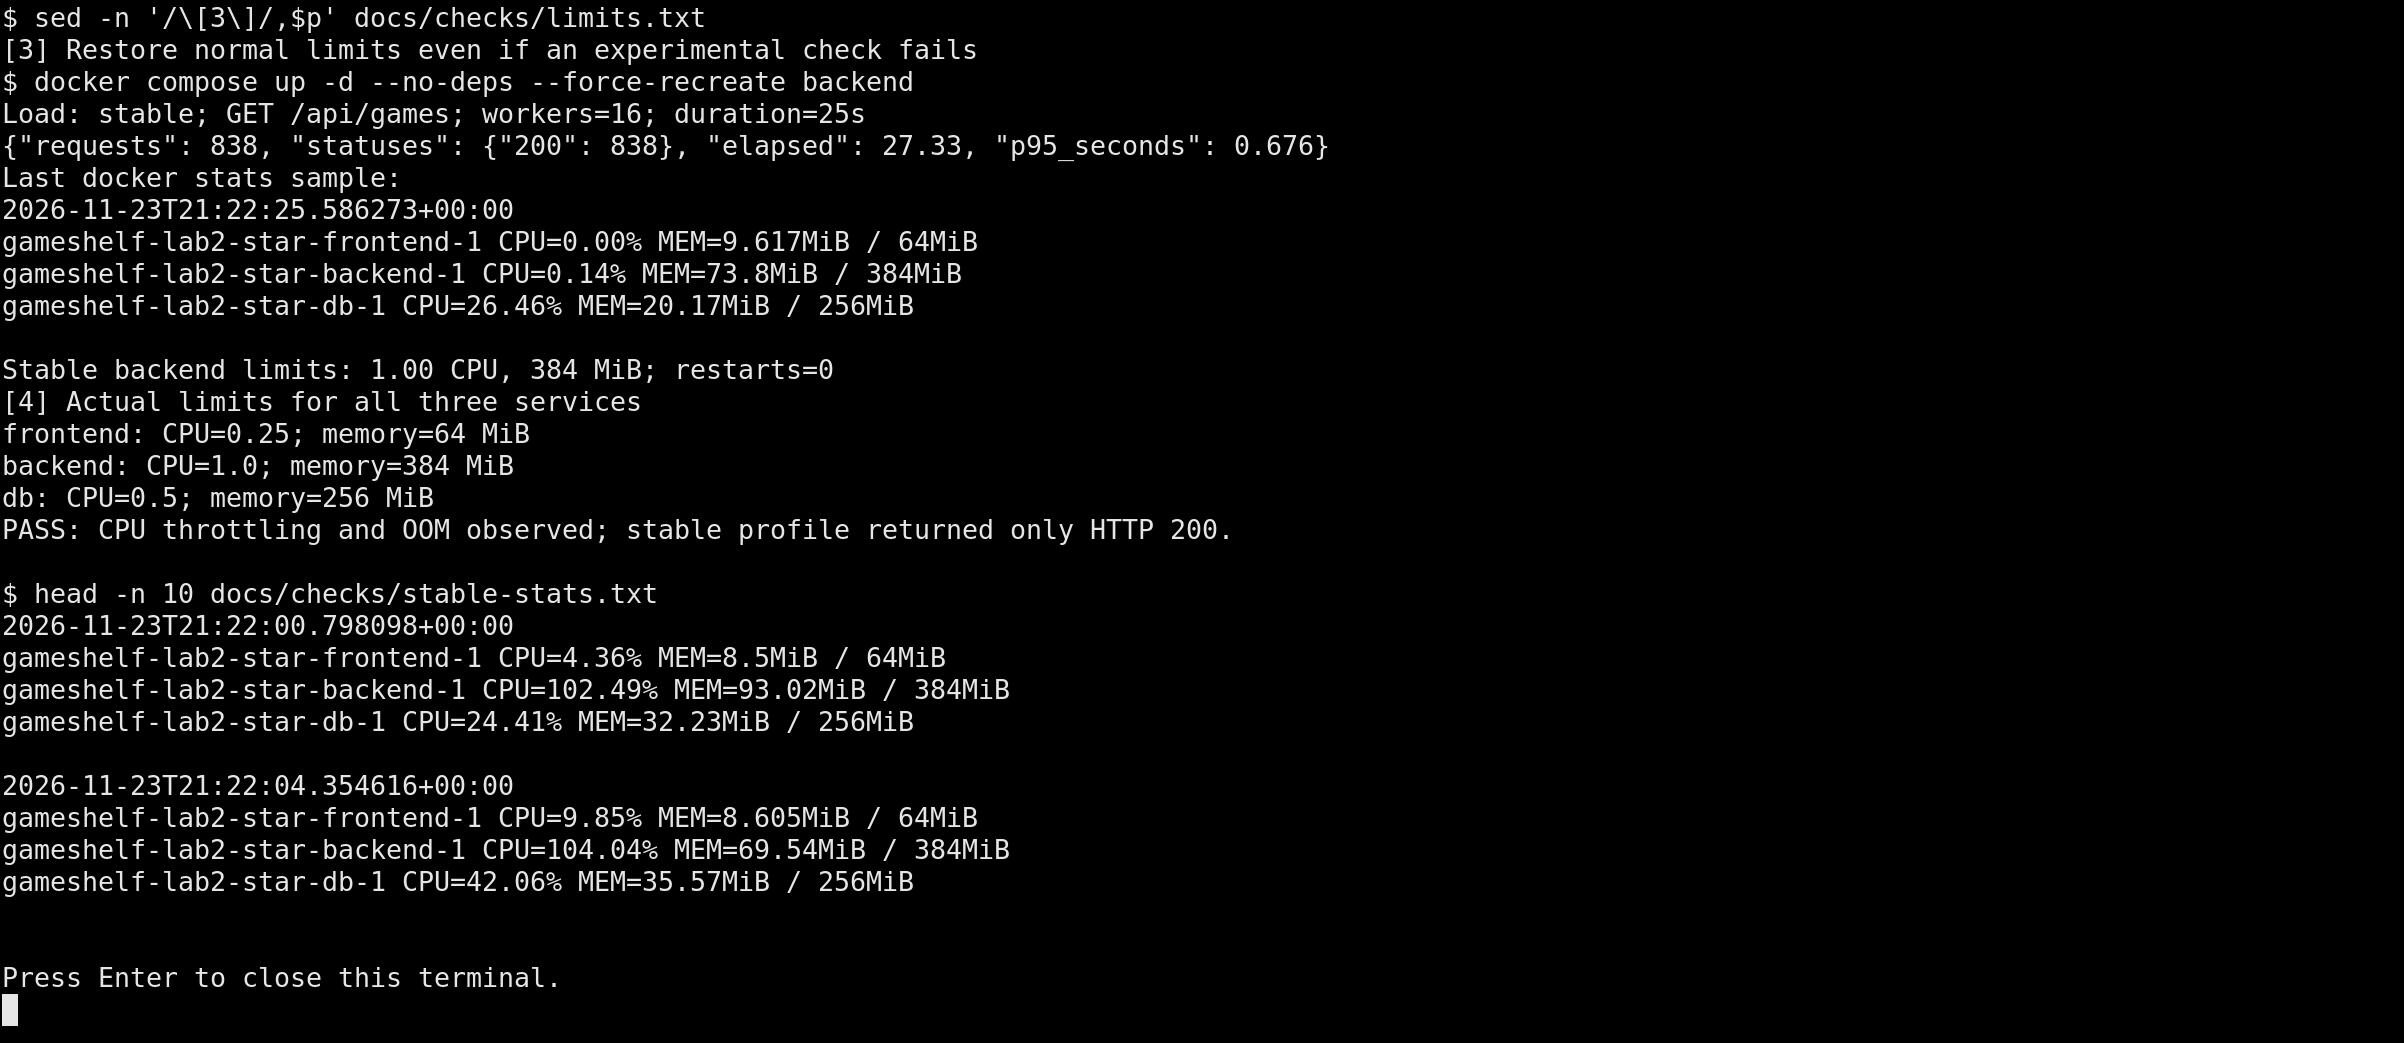 $ sed -n '/\[3\]/,$p' docs/checks/limits.txt
[3] Restore normal limits even if an experimental check fails
$ docker compose up -d --no-deps --force-recreate backend
Load: stable; GET /api/games; workers=16; duration=25s
{"requests": 838, "statuses": {"200": 838}, "elapsed": 27.33, "p95_seconds": 0.676}
Last docker stats sample:
2026-11-23T21:22:25.586273+00:00
gameshelf-lab2-star-frontend-1 CPU=0.00% MEM=9.617MiB / 64MiB
gameshelf-lab2-star-backend-1 CPU=0.14% MEM=73.8MiB / 384MiB
gameshelf-lab2-star-db-1 CPU=26.46% MEM=20.17MiB / 256MiB

Stable backend limits: 1.00 CPU, 384 MiB; restarts=0
[4] Actual limits for all three services
frontend: CPU=0.25; memory=64 MiB
backend: CPU=1.0; memory=384 MiB
db: CPU=0.5; memory=256 MiB
PASS: CPU throttling and OOM observed; stable profile returned only HTTP 200.

$ head -n 10 docs/checks/stable-stats.txt
2026-11-23T21:22:00.798098+00:00
gameshelf-lab2-star-frontend-1 CPU=4.36% MEM=8.5MiB / 64MiB
gameshelf-lab2-star-backend-1 CPU=102.49% MEM=93.02MiB / 384MiB
gameshelf-lab2-star-db-1 CPU=24.41% MEM=32.23MiB / 256MiB

2026-11-23T21:22:04.354616+00:00
gameshelf-lab2-star-frontend-1 CPU=9.85% MEM=8.605MiB / 64MiB
gameshelf-lab2-star-backend-1 CPU=104.04% MEM=69.54MiB / 384MiB
gameshelf-lab2-star-db-1 CPU=42.06% MEM=35.57MiB / 256MiB

Press Enter to close this terminal.